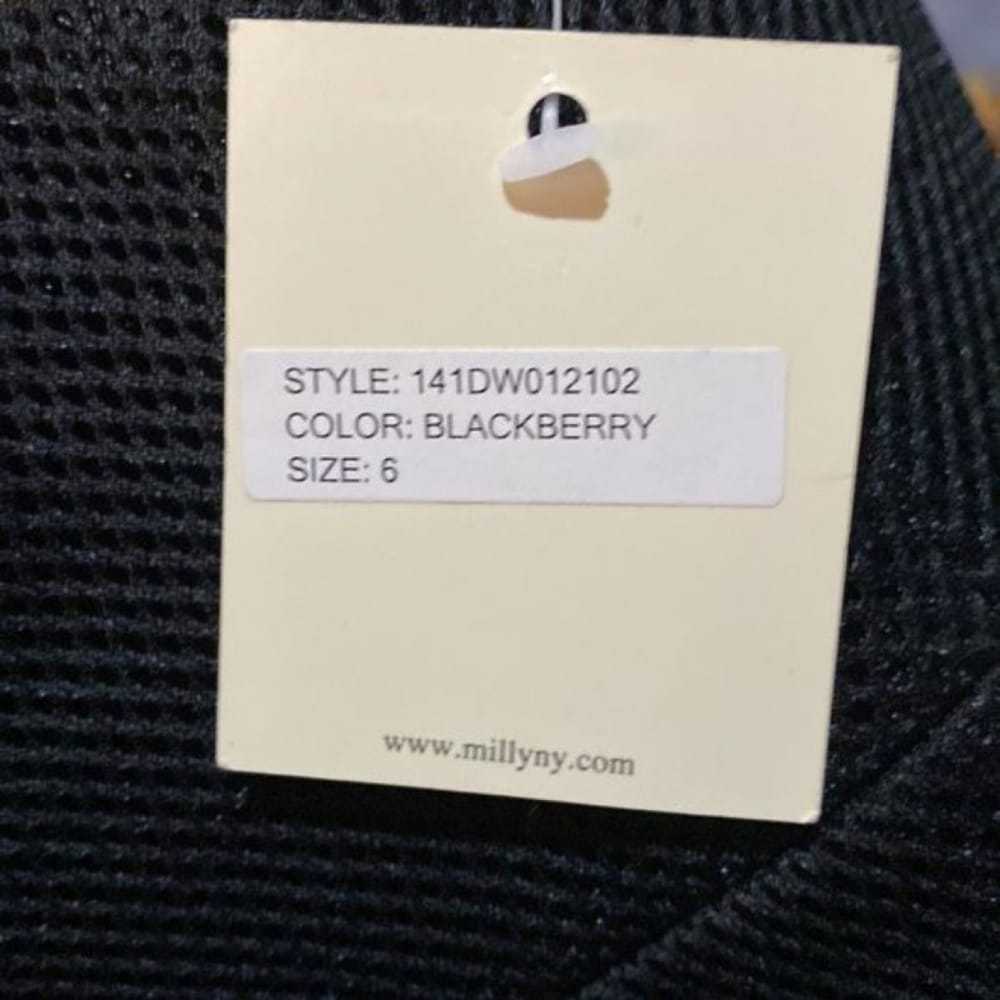 STYLE: 141DW012102
COLOR: BLACKBERRY
SIZE: 6
www.millyny.com